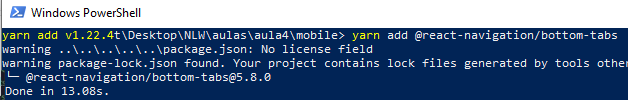 Windows PowerShell
yarn add v1.22.4t\Desktop\NLW\aulas\aula4\mobile> yarn add @react-navigation/bottom-tabs
warning ..\..\..\..\..\package.json: No license field
warning package-lock.json found. Your project contains lock files generated by tools othe
└─ @react-navigation/bottom-tabs@5.8.0
Done in 13.08s.